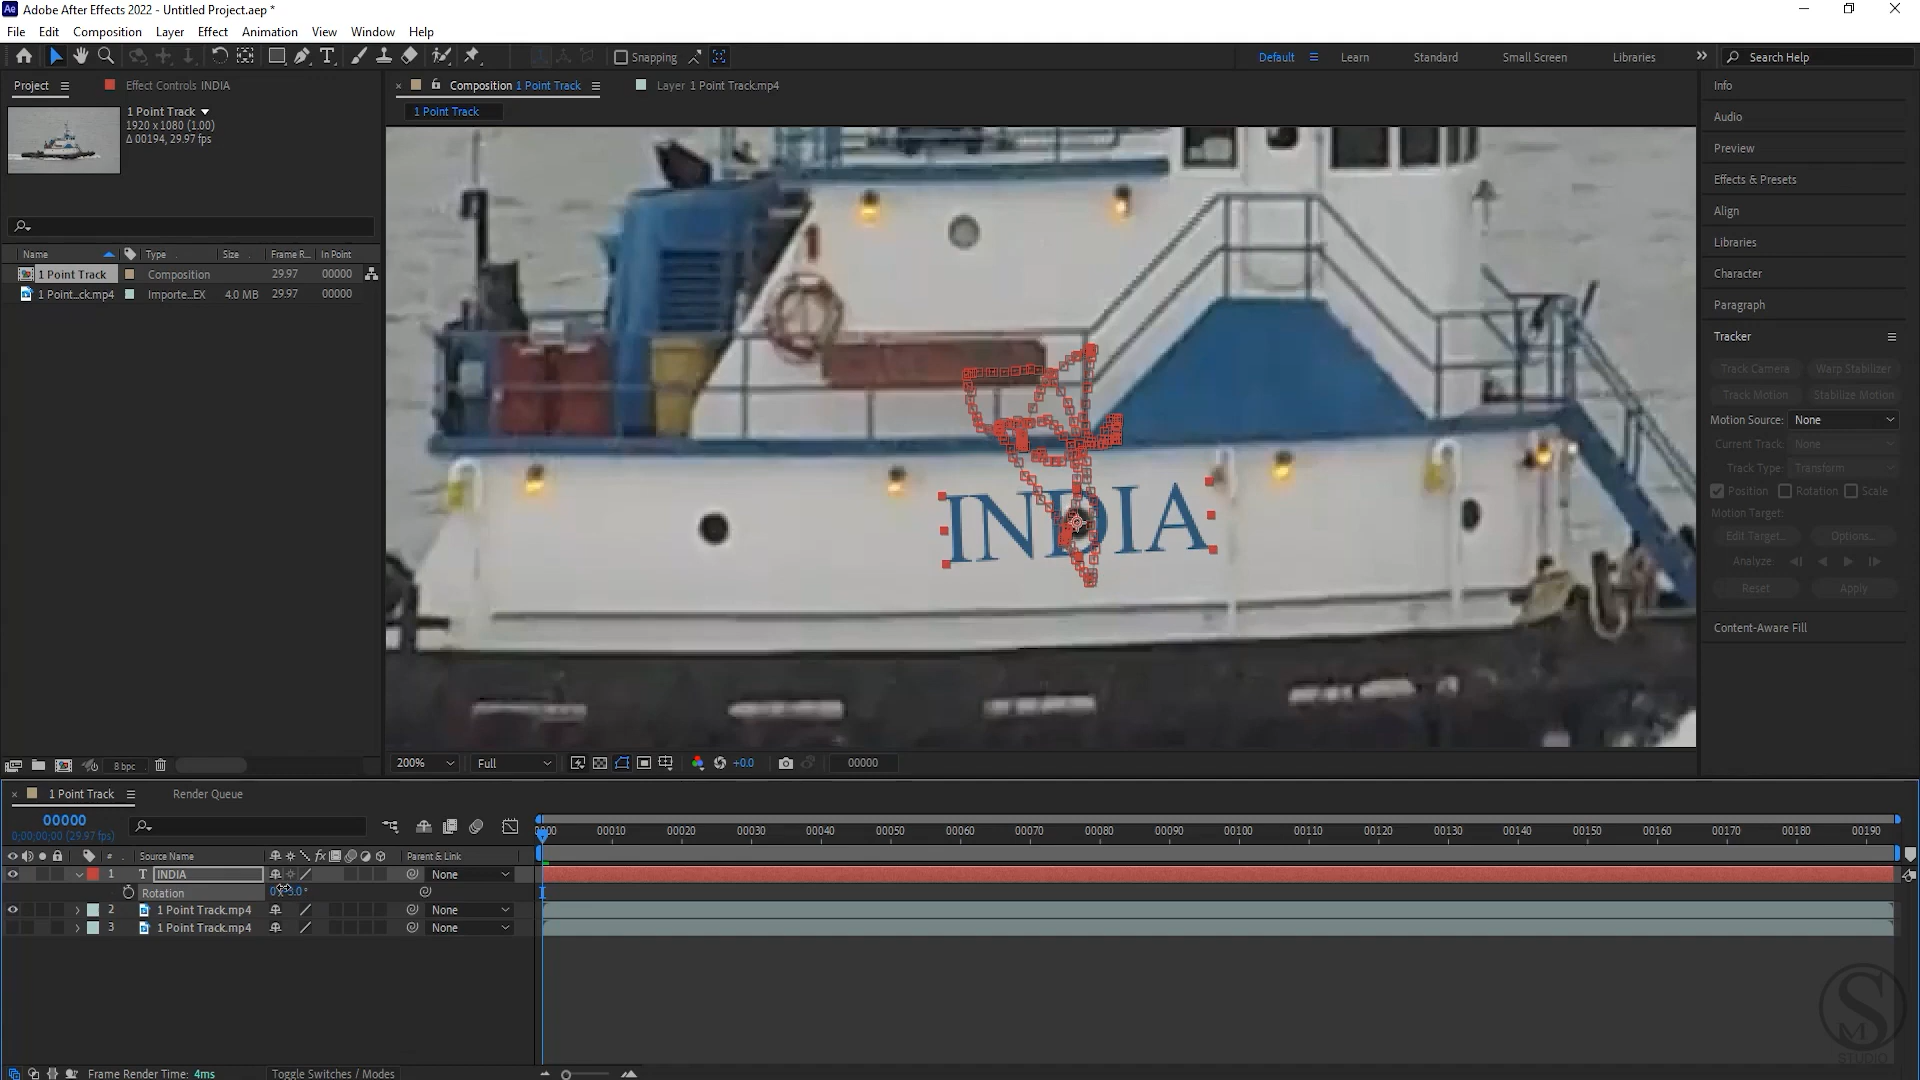 Adobe After Effects 2022 - Untitled Project.aep *
File Edit Composition Layer Effect Animation View Window Help
Snapping
Default Learn Standard Small Screen Libraries
Search Help
Project Effect Controls INDIA
Composition 1 Point Track
Layer 1 Point Track.mp4
1 Point Track
1 Point Track
1920 x 1080 (1.00)
Δ 00194, 29.97 fps
Name Type Size Frame R... In Point
1 Point Track Composition 29.97 00000
1 Point...ck.mp4 Importe...EX 4.0 MB 29.97 00000
INDIA
Info
Audio
Preview
Effects & Presets
Align
Libraries
Character
Paragraph
Tracker
Track Camera Warp Stabilizer
Track Motion Stabilize Motion
Motion Source: None
Current Track: None
Track Type: Transform
Position Rotation Scale
Motion Target:
Edit Target... Options...
Analyze
Reset Apply
Content-Aware Fill
8 bpc
200% Full +0.0 00000
1 Point Track Render Queue
00000
0;00;00;00 (29.97 fps)
00010 00020 00030 00040 00050 00060 00070 00080 00090 00100 00110 00120 00130 00140 00150 00160 00170 00180 00190
# Source Name Parent & Link
1 T INDIA None
Rotation
2 1 Point Track.mp4 None
3 1 Point Track.mp4 None
Frame Render Time: 4ms Toggle Switches / Modes
SM
STUDIO